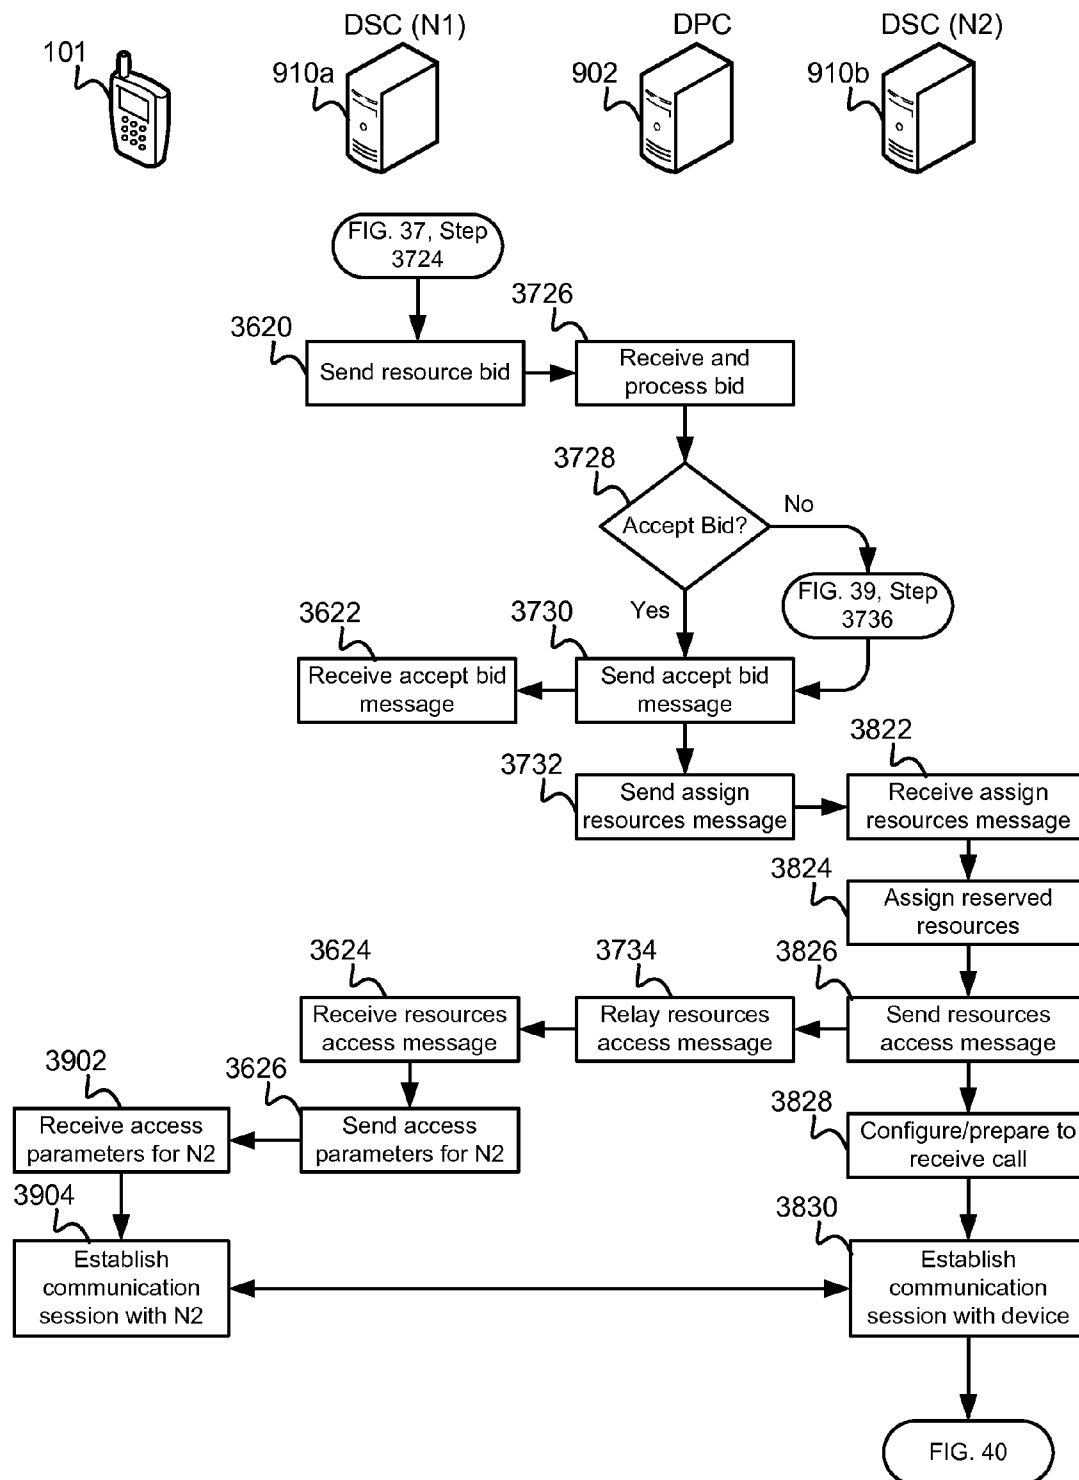 DSC (N1)
DPC
DSC (N2)
101
910a
902
910b
FIG. 37, Step
3724
3620
3726
Send resource bid
Receive and
process bid
3728
Accept Bid?
No
Yes
FIG. 39, Step
3736
3622
3730
Receive accept bid
message
Send accept bid
message
3732
3822
Send assign
resources message
Receive assign
resources message
3824
Assign reserved
resources
3624
3734
3826
Receive resources
access message
Relay resources
access message
Send resources
access message
3902
3626
3828
Receive access
parameters for N2
Send access
parameters for N2
Configure/prepare to
receive call
3904
3830
Establish
communication
session with N2
Establish
communication
session with device
FIG. 40